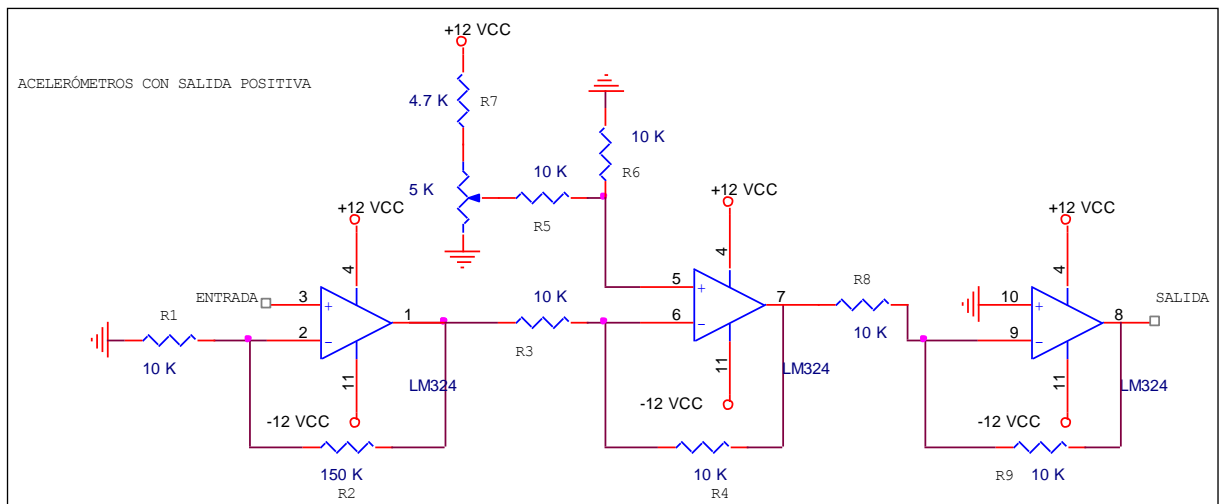 +12 VCC
ACELERÓMETROS CON SALIDA POSITIVA
4.7 K
R7
10 K
R6
10 K
R5
5 K
+12 VCC
4
ENTRADA
3
+
2
−
1
11
LM324
-12 VCC
R1
10 K
150 K
R2
10 K
R3
+12 VCC
4
5
+
6
−
7
11
LM324
-12 VCC
10 K
R4
R8
10 K
+12 VCC
4
10
+
9
−
8
11
LM324
-12 VCC
SALIDA
R9
10 K